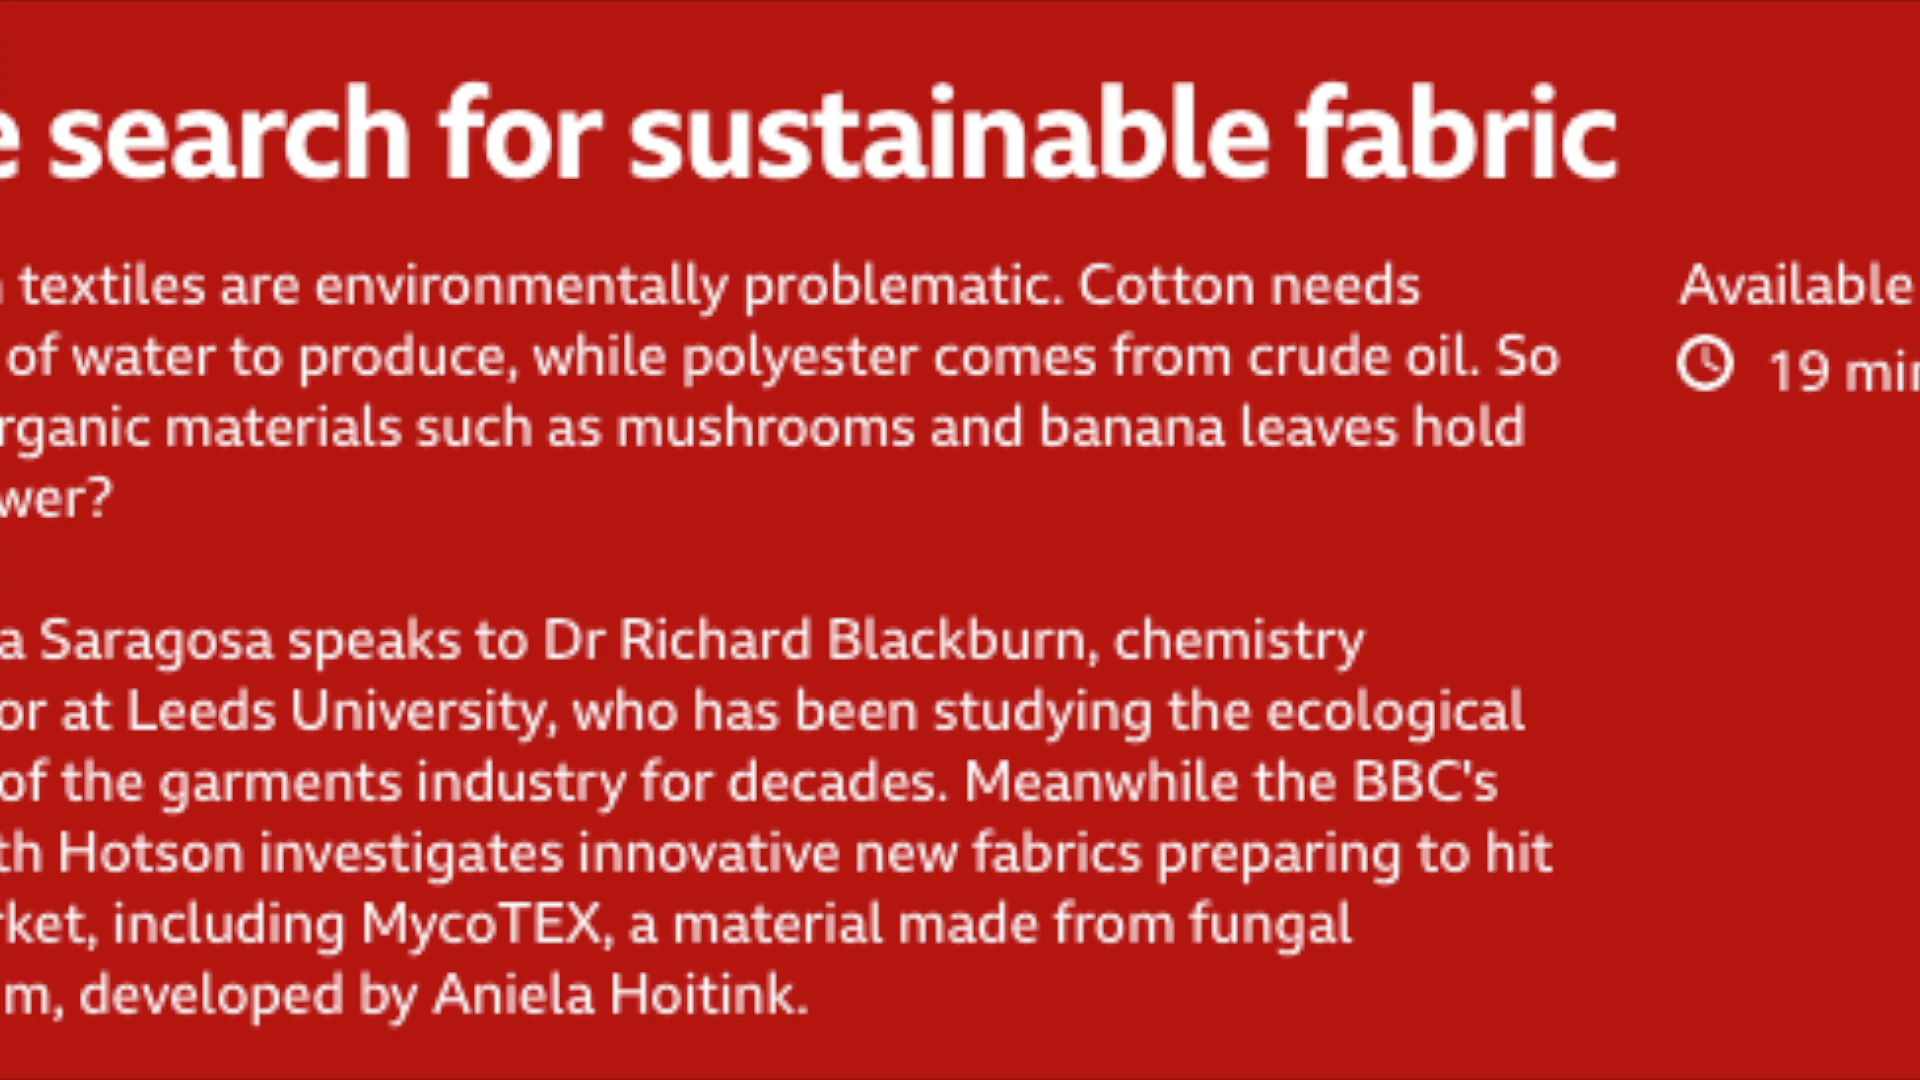 e search for sustainable fabric
textiles are environmentally problematic. Cotton needs
of water to produce, while polyester comes from crude oil. So
rganic materials such as mushrooms and banana leaves hold
wer?
Available
19 min
a Saragosa speaks to Dr Richard Blackburn, chemistry
or at Leeds University, who has been studying the ecological
of the garments industry for decades. Meanwhile the BBC's
th Hotson investigates innovative new fabrics preparing to hit
rket, including MycoTEX, a material made from fungal
m, developed by Aniela Hoitink.